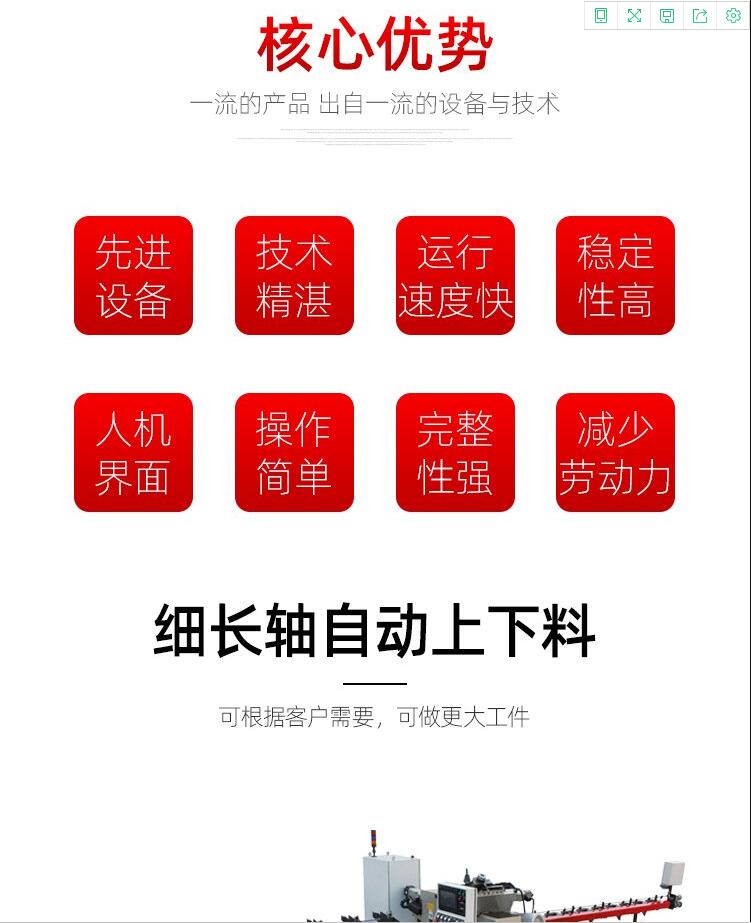 核心优势
一流的产品 出自一流的设备与技术
先进
设备
技术
精湛
运行
速度快
稳定
性高
人机
界面
操作
简单
完整
性强
减少
劳动力
细长轴自动上下料
可根据客户需要，可做更大工件